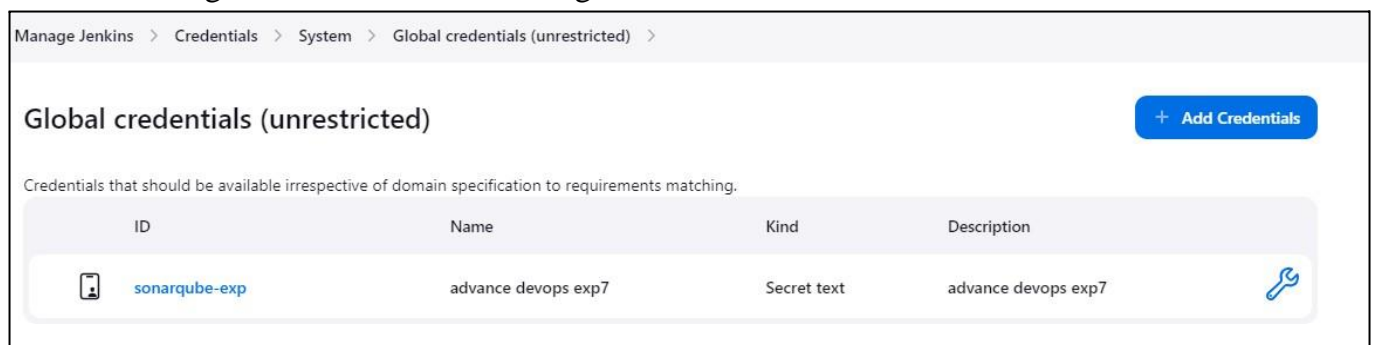 Manage Jenkins > Credentials > System > Global credentials (unrestricted) >
Global credentials (unrestricted)
+ Add Credentials
Credentials that should be available irrespective of domain specification to requirements matching.
ID Name Kind Description
sonarqube-exp advance devops exp7 Secret text advance devops exp7